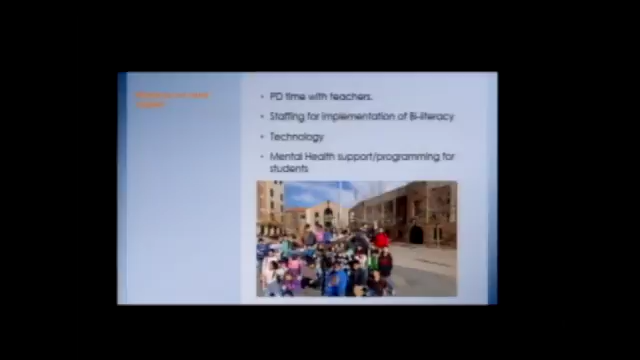 • PD time with teachers.
• Staffing for implementation of Bi-literacy
• Technology
• Mental Health support/programming for
students